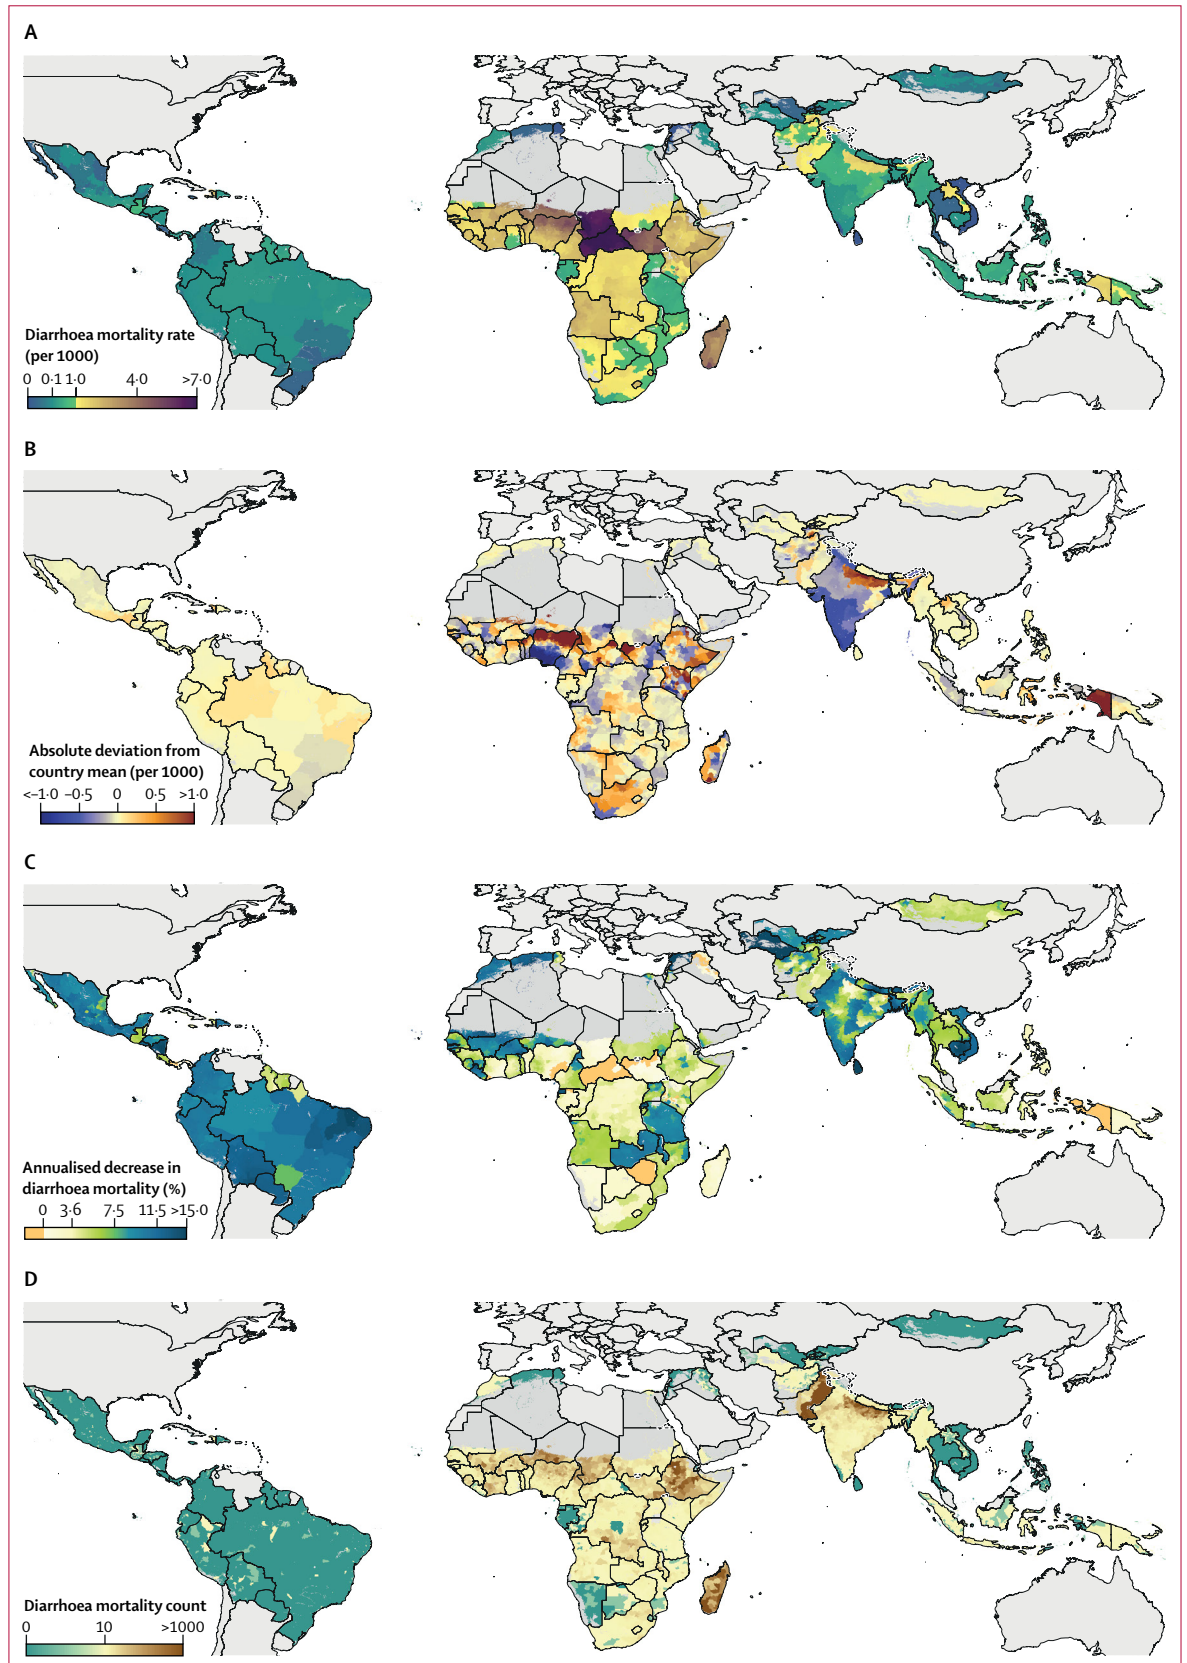 A
Diarrhoea mortality rate
(per 1000)
0 0·1 1·0 4·0 >7·0
B
Absolute deviation from
country mean (per 1000)
<–1·0 –0·5 0 0·5 >1·0
C
Annualised decrease in
diarrhoea mortality (%)
0 3·6 7·5 11·5 >15·0
D
Diarrhoea mortality count
0 10 >1000